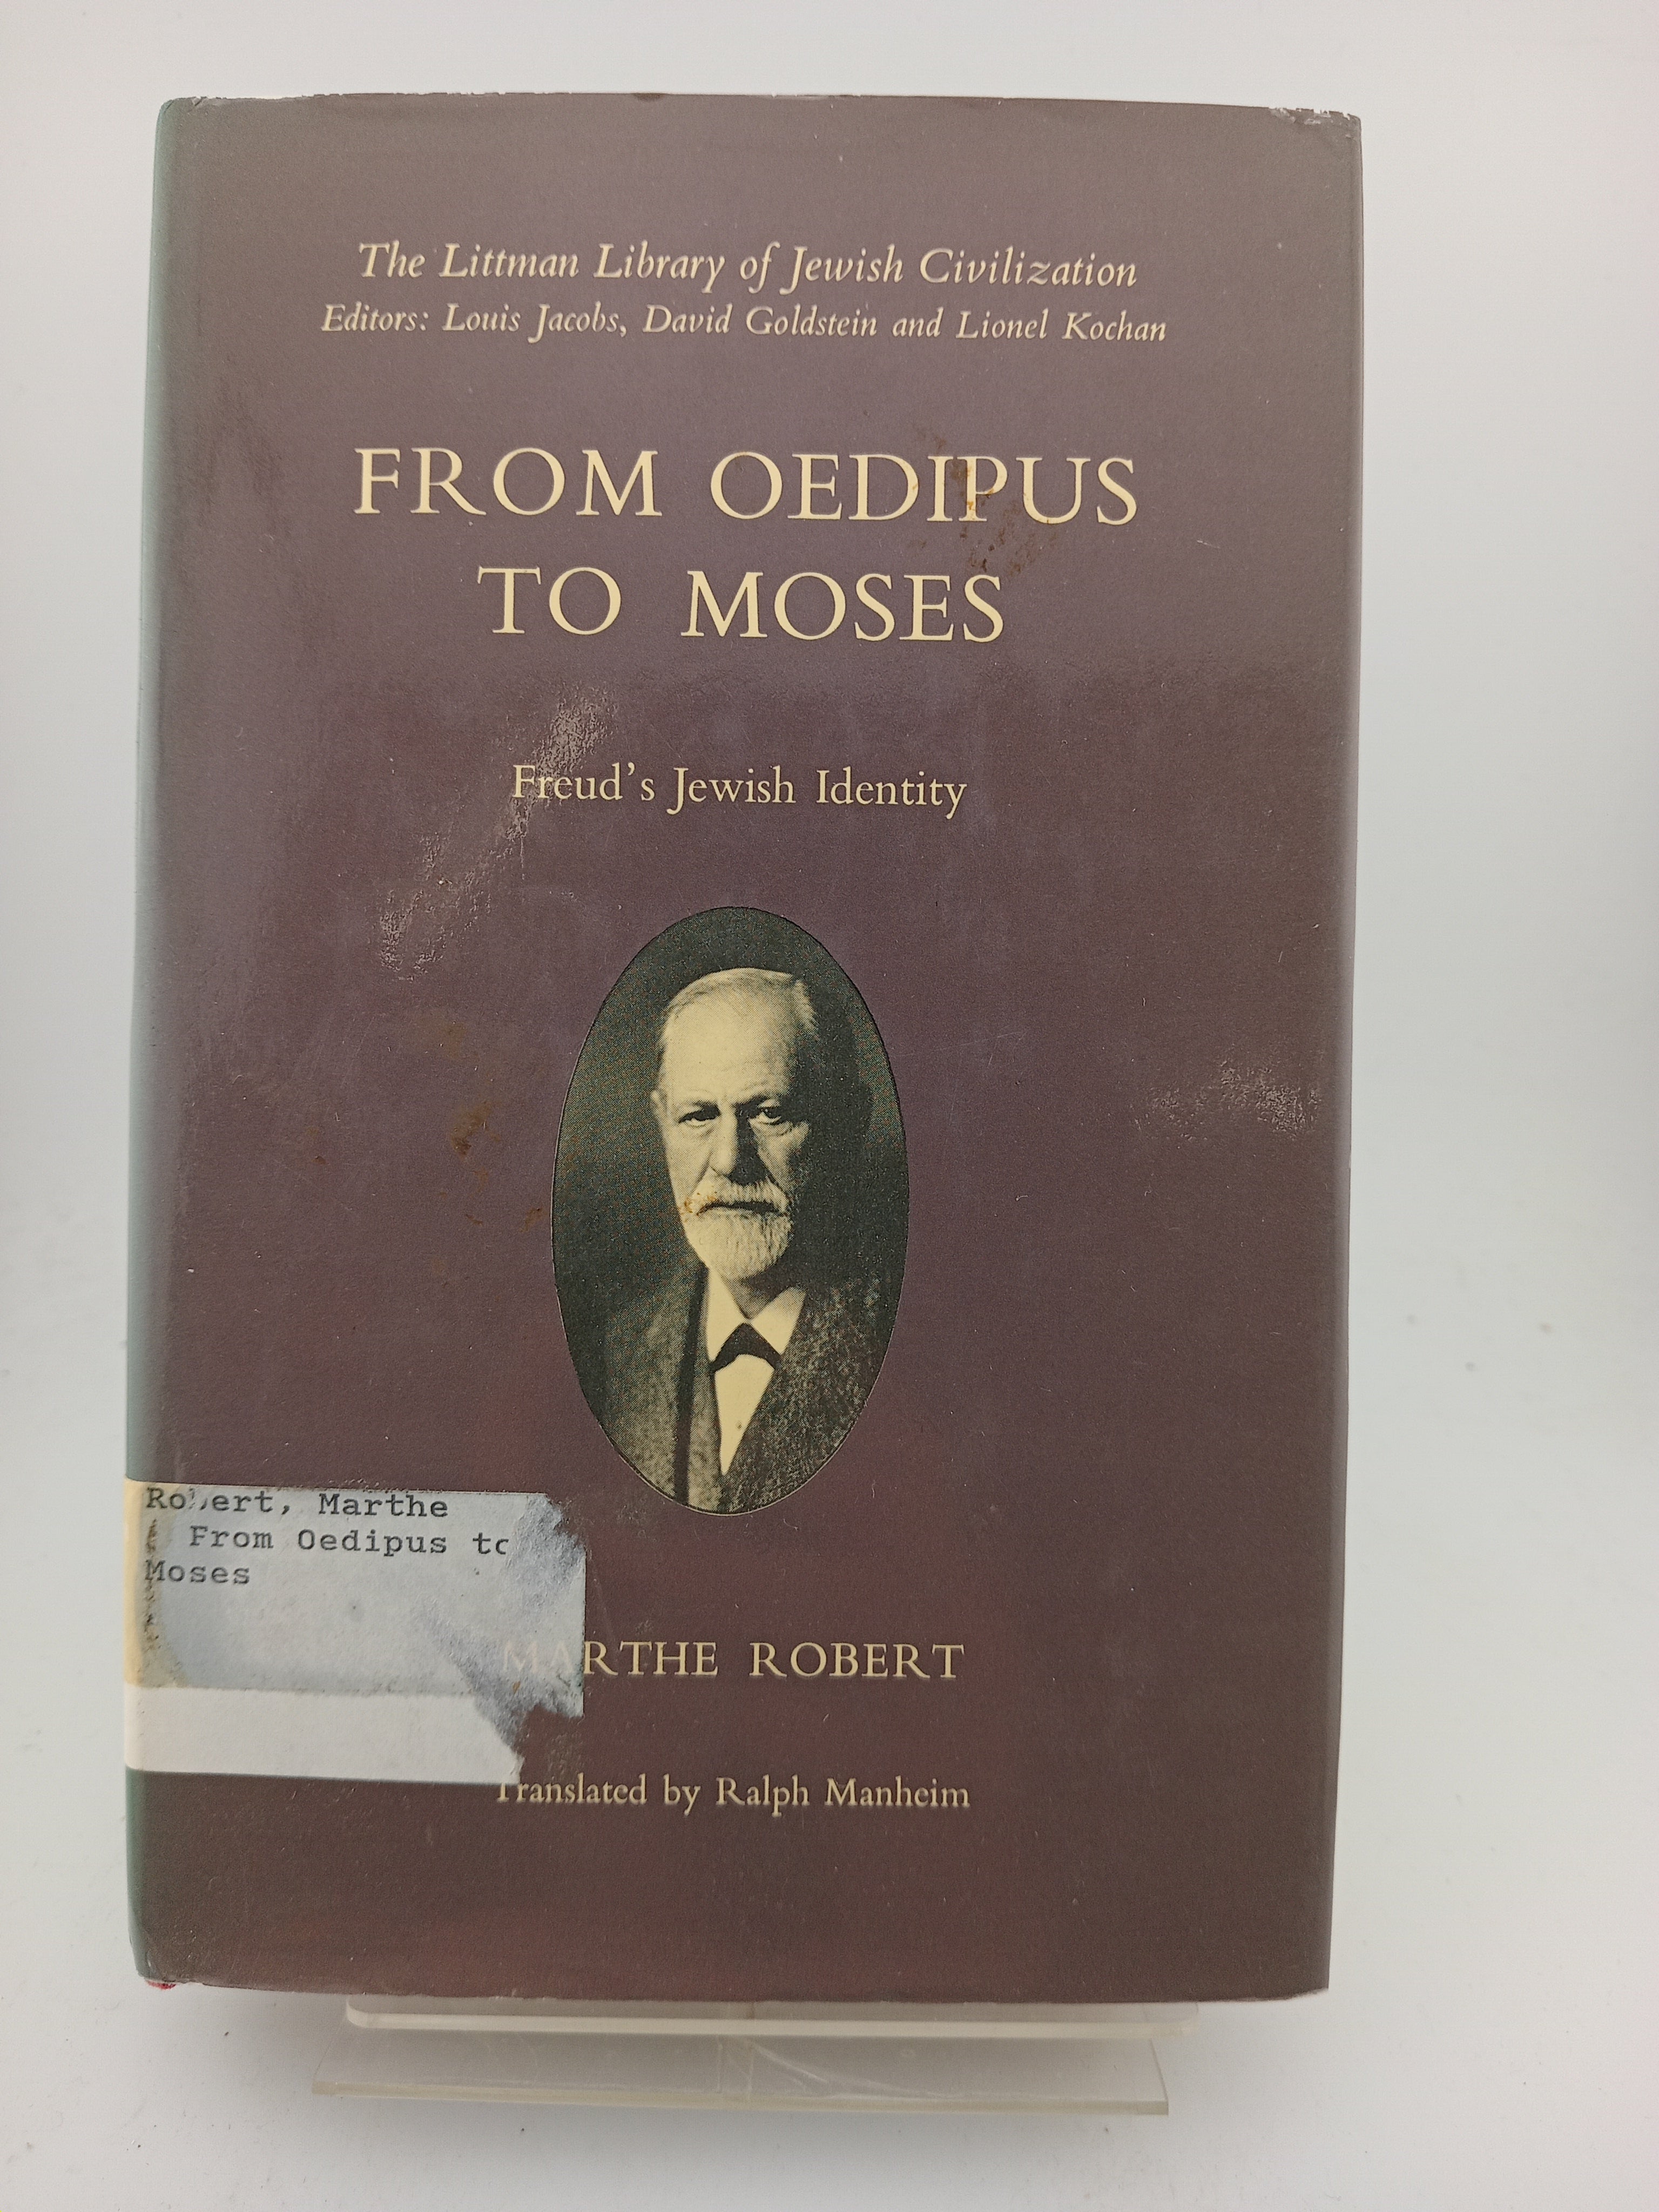 The Littman Library of Jewish Civilization
Editors: Louis Jacobs, David Goldstein and Lionel Kochan
FROM OEDIPUS
TO MOSES
Freud's Jewish Identity
Robert, Marthe
From Oedipus to
Moses
MARTHE ROBERT
Translated by Ralph Manheim